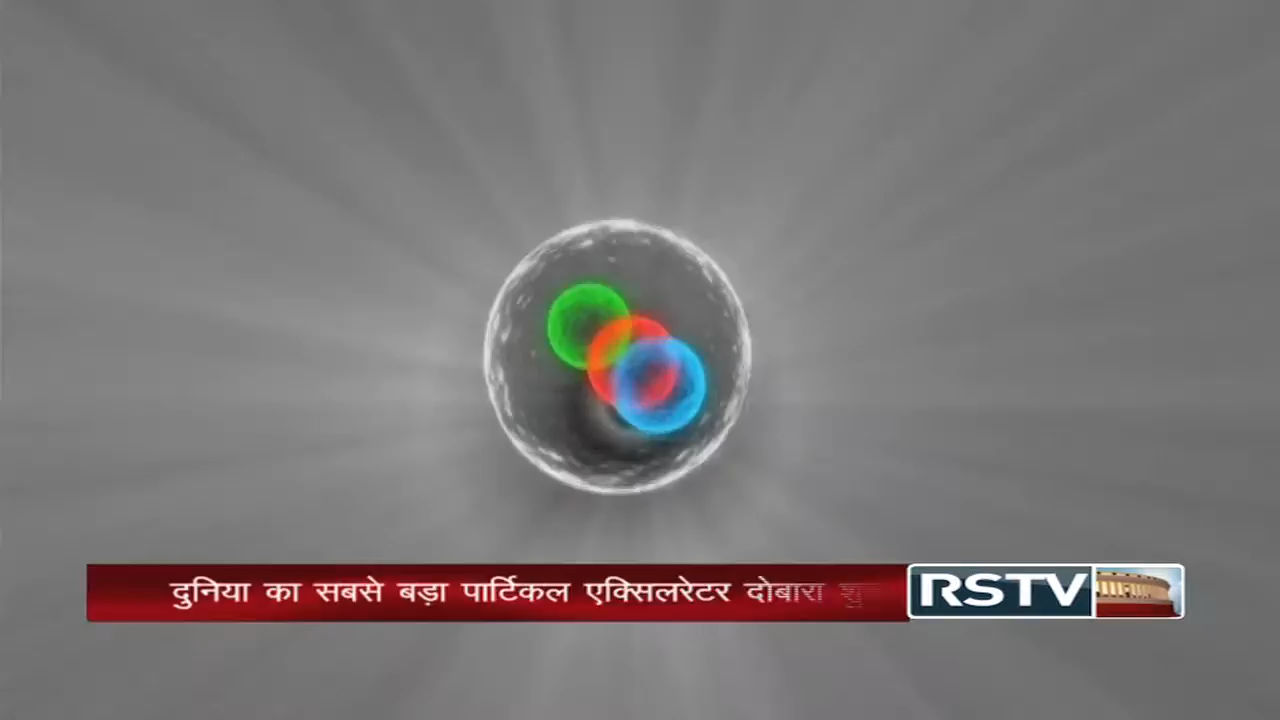 दुनिया का सबसे बड़ा पार्टिकल एक्सिलरेटर दोबारा
RSTV